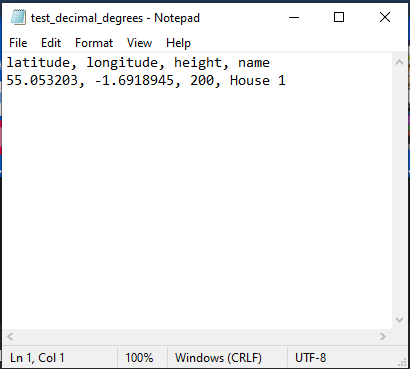 test_decimal_degrees - Notepad
File Edit Format View Help
latitude, longitude, height, name
55.053203, -1.6918945, 200, House 1
Ln 1, Col 1 100% Windows (CRLF) UTF-8